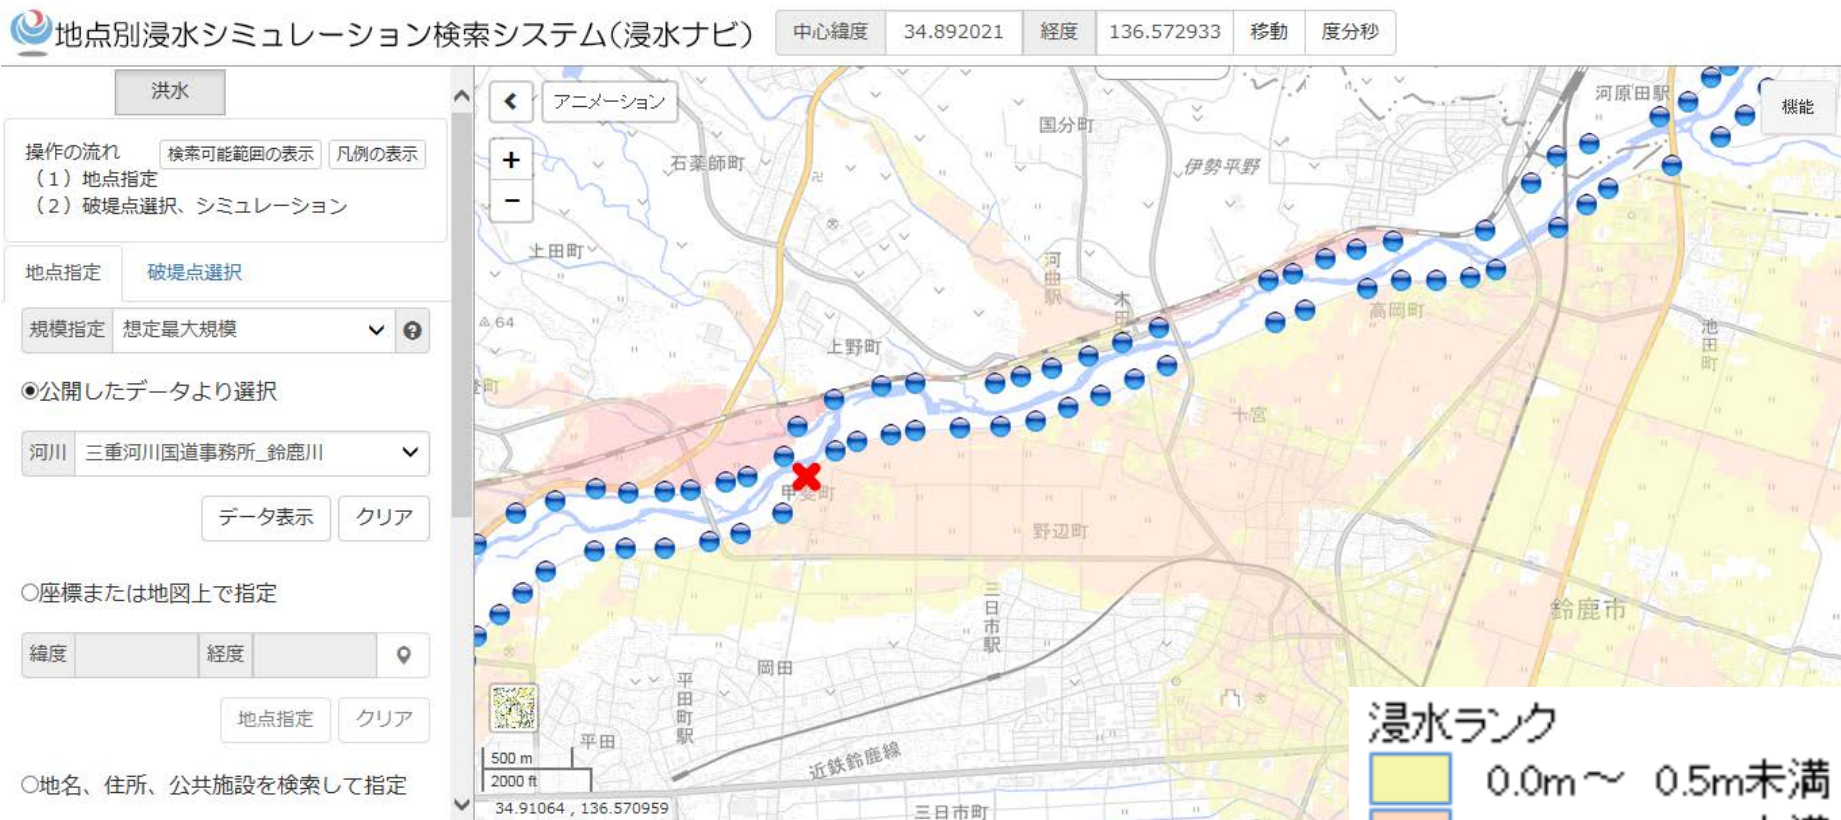 地点別浸水シミュレーション検索システム(浸水ナビ)
中心緯度 34.892021 経度 136.572933 移動 度分秒
洪水
操作の流れ 検索可能範囲の表示 凡例の表示
(1)地点指定
(2)破堤点選択、シミュレーション
地点指定 破堤点選択
規模指定 想定最大規模
公開したデータより選択
河川 三重河川国道事務所_鈴鹿川
データ表示 クリア
座標または地図上で指定
緯度 経度
地点指定 クリア
地名、住所、公共施設を検索して指定
アニメーション
+
−
機能
河原田駅
国分町
石薬師町
伊勢平野
上田町
河曲駅
木田
64
高岡町
池田町
上野町
十宮
甲斐町
野辺町
三日市駅
鈴鹿市
岡田
平田町駅
平田
近鉄鈴鹿線
三日市町
500 m
2000 ft
34.91064 , 136.570959
浸水ランク
0.0m~ 0.5m未満